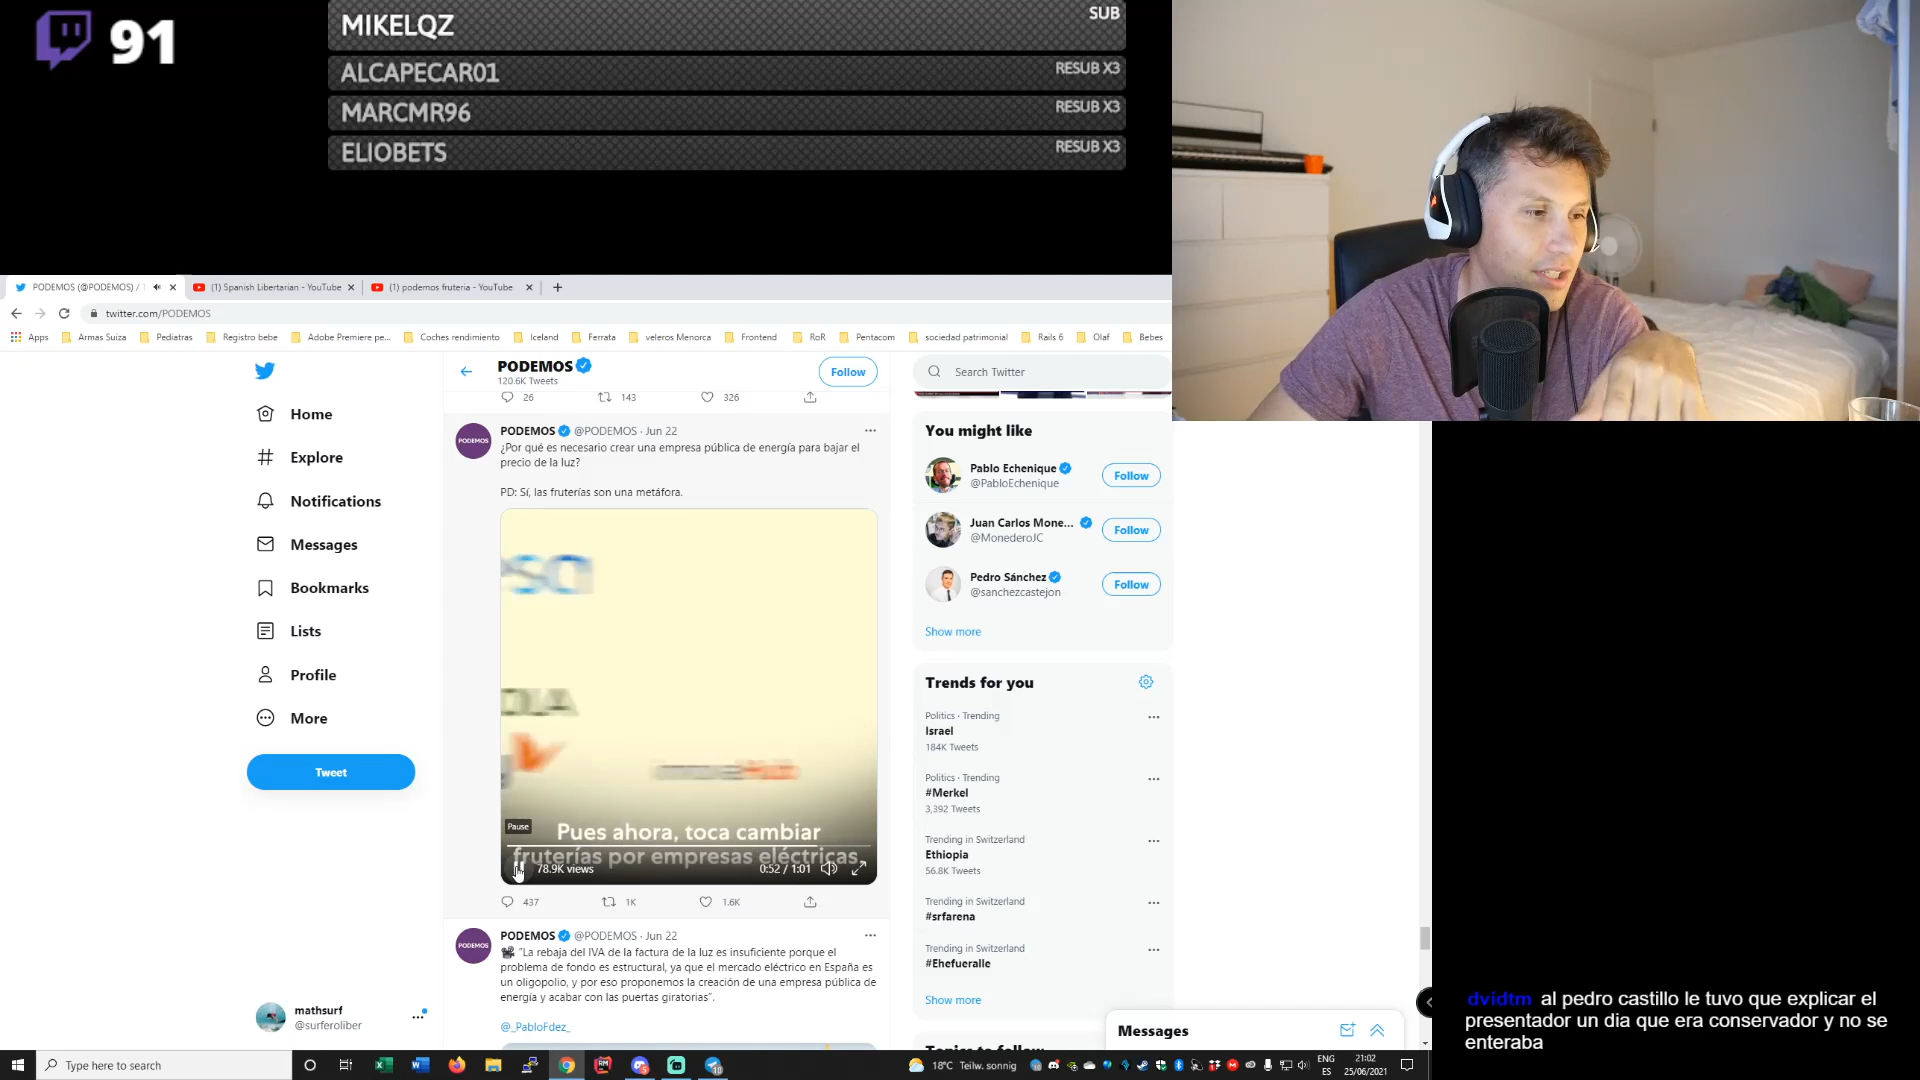 91
MIKELQZ SUB
ALCAPECAR01 RESUB X3
MARCMR96 RESUB X3
ELIOBETS RESUB X3
PODEMOS (@PODEMOS) /
(1) Spanish Libertarian - YouTube
(1) podemos fruteria - YouTube
twitter.com/PODEMOS
Apps Armas Suiza Pediatras Registro bebe Adobe Premiere pe... Coches rendimiento Iceland Ferrata veleros Menorca Frontend RoR Pentacom sociedad patrimonial Rails 6 Olaf Bebes
Home
Explore
Notifications
Messages
Bookmarks
Lists
Profile
More
Tweet
mathsurf
@surferoliber
PODEMOS
120.6K Tweets
Follow
26 143 326
PODEMOS
PODEMOS @PODEMOS · Jun 22
¿Por qué es necesario crear una empresa pública de energía para bajar el
precio de la luz?
PD: Sí, las fruterías son una metáfora.
Pause
Pues ahora, toca cambiar
fruterías por empresas eléctricas.
78.9K views
0:52 / 1:01
437 1K 1.6K
PODEMOS
PODEMOS @PODEMOS · Jun 22
"La rebaja del IVA de la factura de la luz es insuficiente porque el
problema de fondo es estructural, ya que el mercado eléctrico en España es
un oligopolio, y por eso proponemos la creación de una empresa pública de
energía y acabar con las puertas giratorias".
@_PabloFdez_
Search Twitter
You might like
Pablo Echenique
@PabloEchenique
Follow
Juan Carlos Mone...
@MonederoJC
Follow
Pedro Sánchez
@sanchezcastejon
Follow
Show more
Trends for you
Politics · Trending
Israel
184K Tweets
Politics · Trending
#Merkel
3,392 Tweets
Trending in Switzerland
Ethiopia
56.8K Tweets
Trending in Switzerland
#srfarena
Trending in Switzerland
#Ehefueralle
Show more
Topics to follow
Messages
dvidtm al pedro castillo le tuvo que explicar el
presentador un dia que era conservador y no se
enteraba
Type here to search
18°C Teilw. sonnig
ENG
ES
21:02
25/06/2021